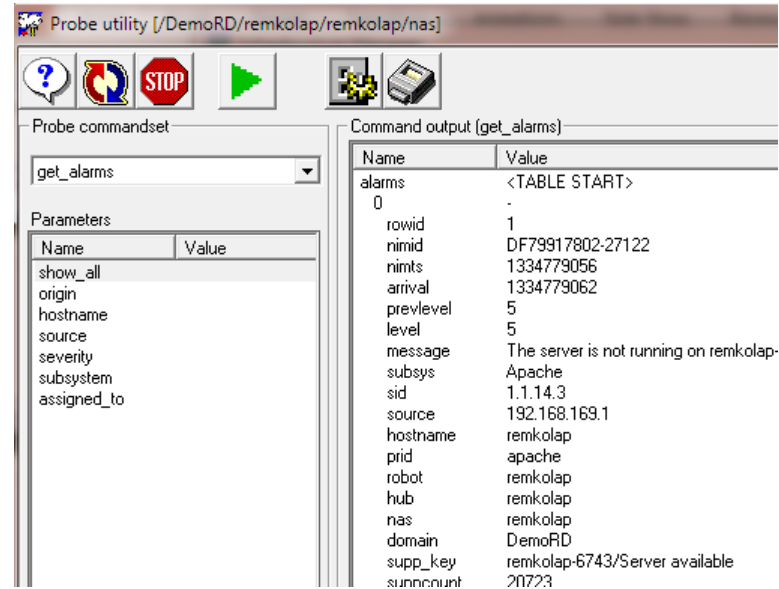 Probe utility [/DemoRD/remkolap/remkolap/nas]
STOP
Probe commandset
get_alarms
Parameters
Name Value
show_all
origin
hostname
source
severity
subsystem
assigned_to
Command output (get_alarms)
Name Value
alarms <TABLE START>
0 -
rowid 1
nimid DF79917802-27122
nimts 1334779056
arrival 1334779062
prevlevel 5
level 5
message The server is not running on remkolap-
subsys Apache
sid 1.1.14.3
source 192.168.169.1
hostname remkolap
prid apache
robot remkolap
hub remkolap
nas remkolap
domain DemoRD
supp_key remkolap-6743/Server available
suppcount 20723